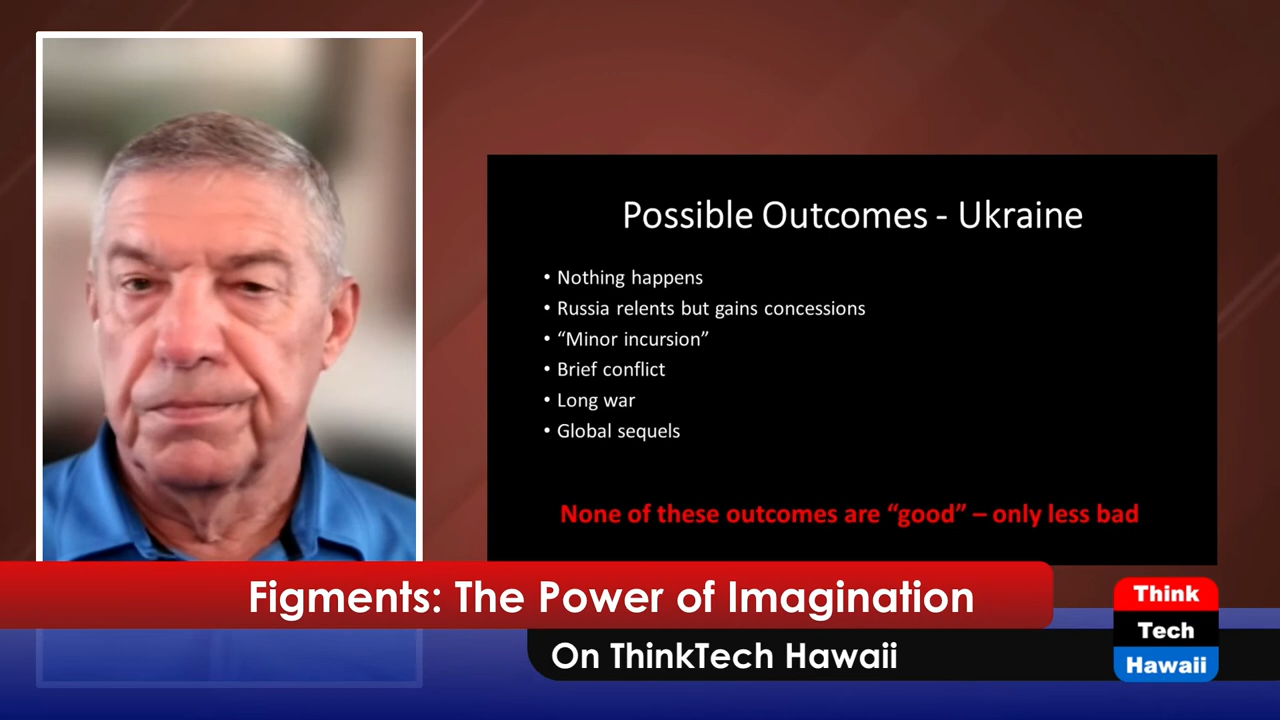 Possible Outcomes - Ukraine
• Nothing happens
• Russia relents but gains concessions
• “Minor incursion”
• Brief conflict
• Long war
• Global sequels
None of these outcomes are “good” – only less bad
Figments: The Power of Imagination
On ThinkTech Hawaii
Think
Tech
Hawaii